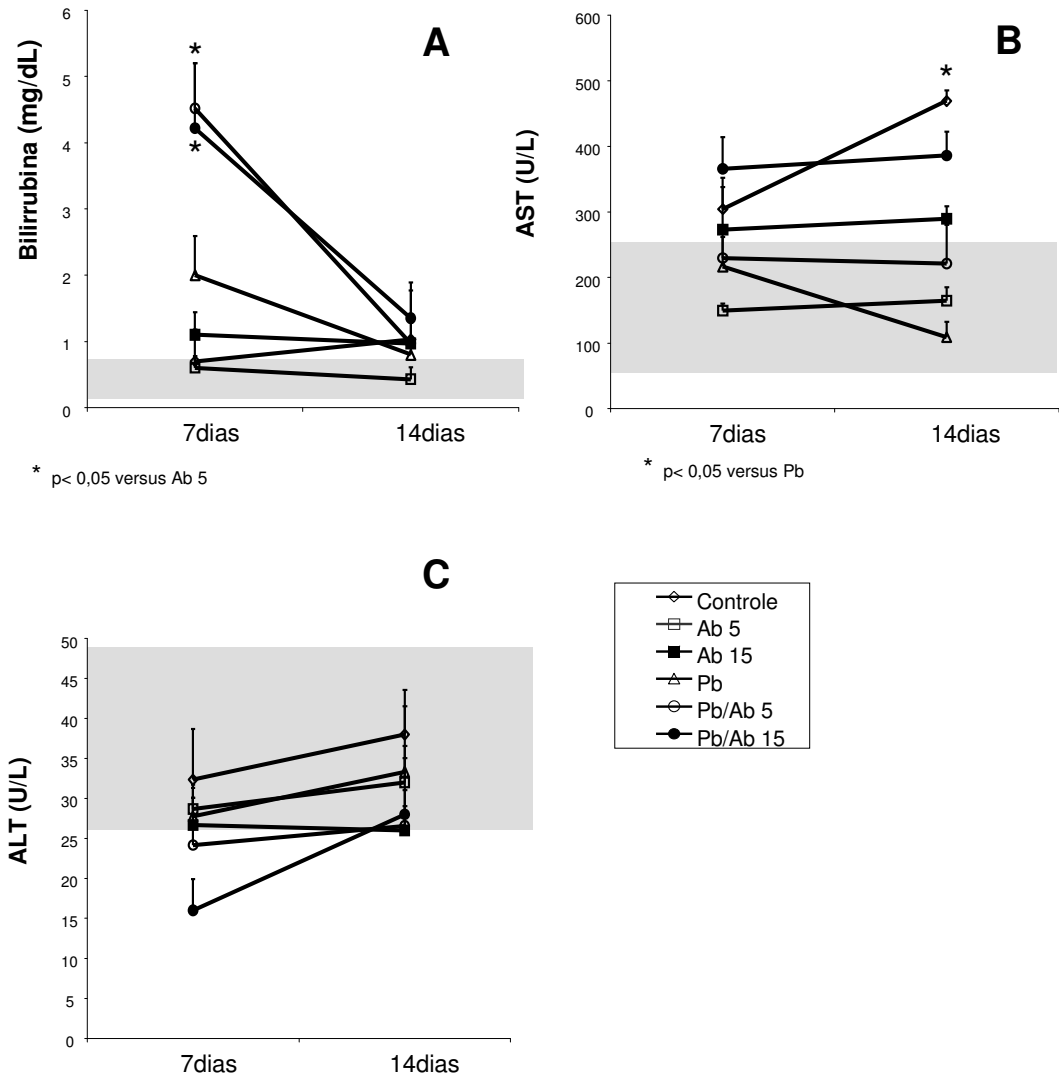 A
Bilirrubina (mg/dL)
6
5
4
3
2
1
0
*
*
7dias
14dias
* p< 0,05 versus Ab 5
B
AST (U/L)
600
500
400
300
200
100
0
*
7dias
14dias
* p< 0,05 versus Pb
C
ALT (U/L)
50
45
40
35
30
25
20
15
10
5
0
7dias
14dias
Controle
Ab 5
Ab 15
Pb
Pb/Ab 5
Pb/Ab 15